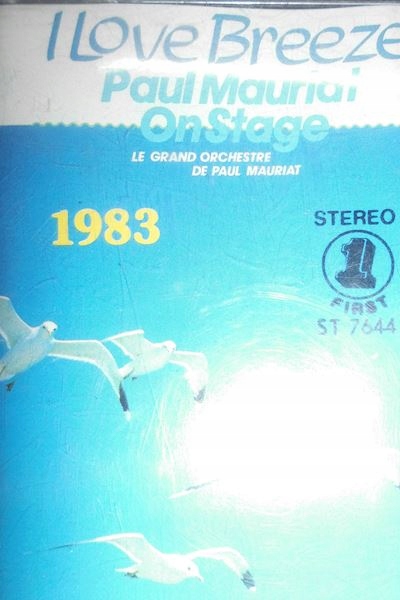 I Love Breeze
Paul Mauriat
On Stage
LE GRAND ORCHESTRE
DE PAUL MAURIAT
1983
STEREO
1
FIRST
ST 7644